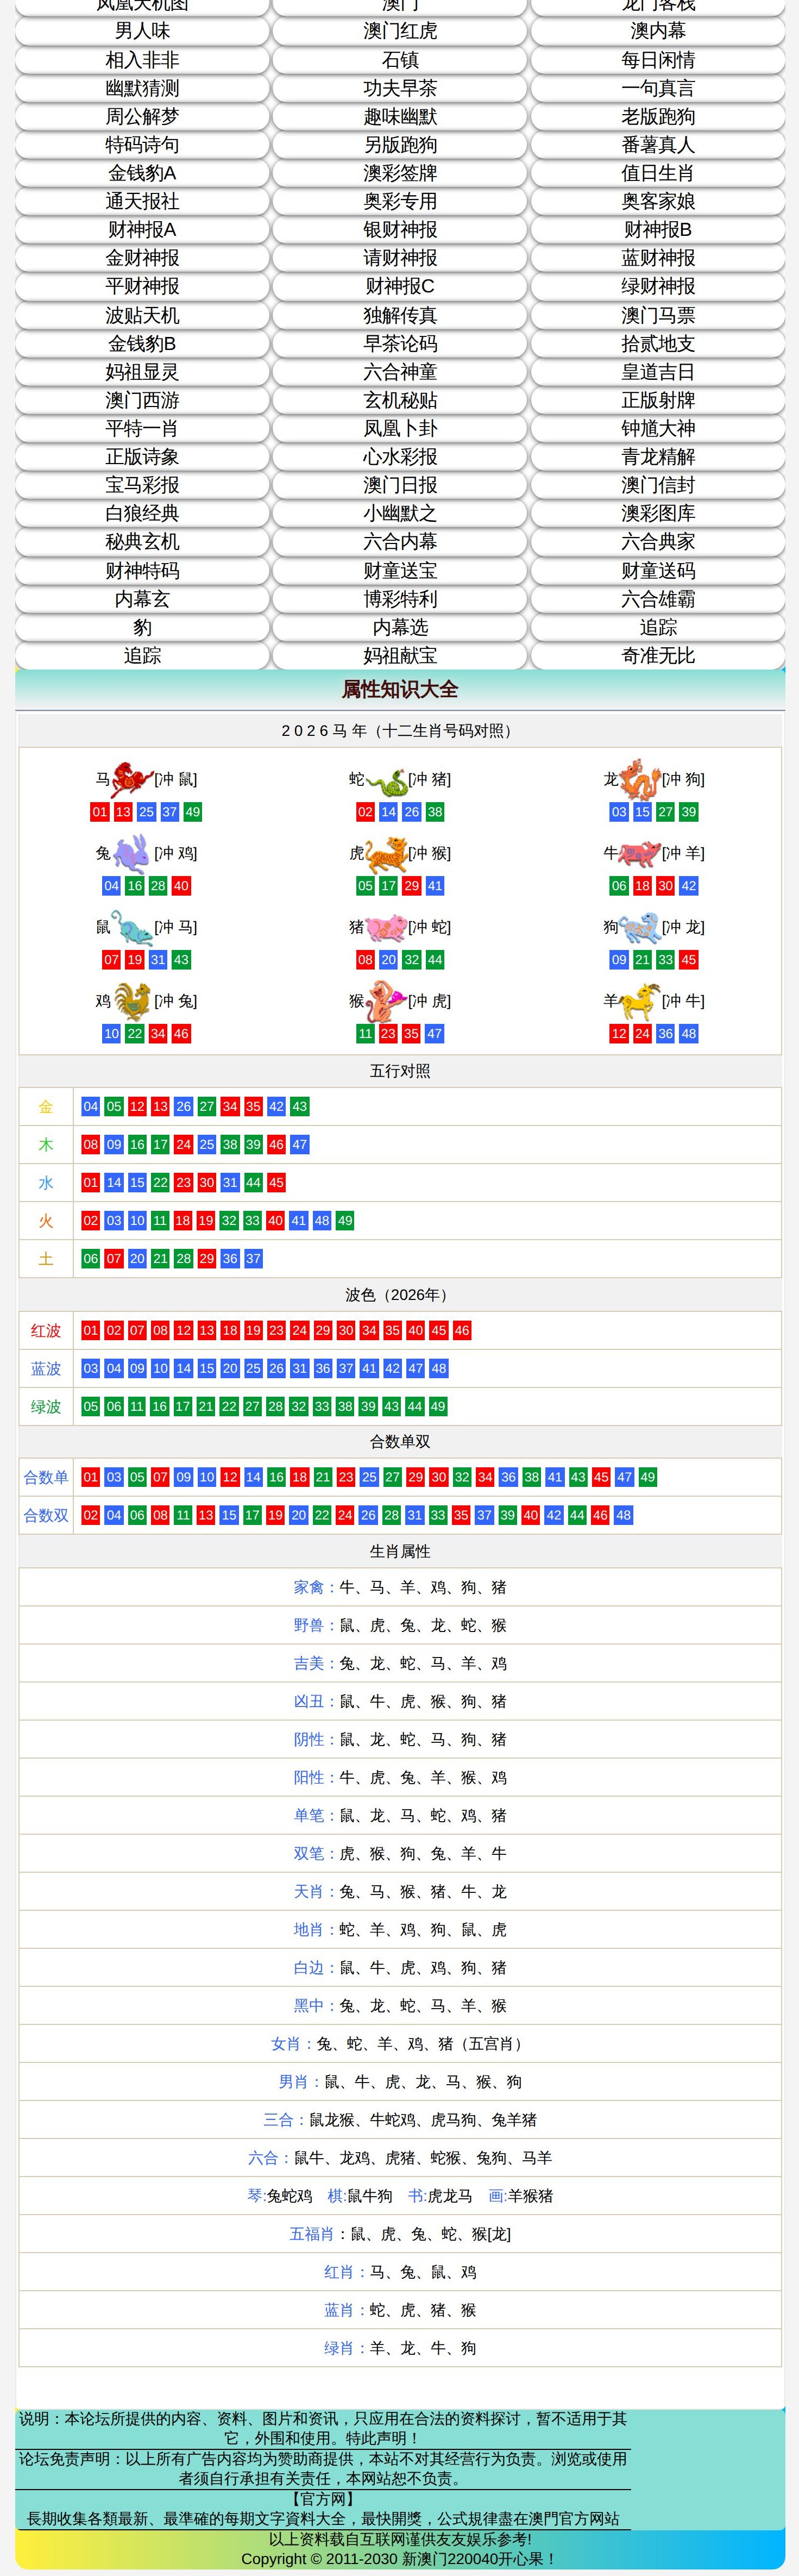 凤凰天机图 澳门 龙门客栈
男人味 澳门红虎 澳内幕
相入非非 石镇 每日闲情
幽默猜测 功夫早茶 一句真言
周公解梦 趣味幽默 老版跑狗
特码诗句 另版跑狗 番薯真人
金钱豹A 澳彩签牌 值日生肖
通天报社 奥彩专用 奥客家娘
财神报A 银财神报 财神报B
金财神报 请财神报 蓝财神报
平财神报 财神报C 绿财神报
波贴天机 独解传真 澳门马票
金钱豹B 早茶论码 拾贰地支
妈祖显灵 六合神童 皇道吉日
澳门西游 玄机秘贴 正版射牌
平特一肖 凤凰卜卦 钟馗大神
正版诗象 心水彩报 青龙精解
宝马彩报 澳门日报 澳门信封
白狼经典 小幽默之 澳彩图库
秘典玄机 六合内幕 六合典家
财神特码 财童送宝 财童送码
内幕玄 博彩特利 六合雄霸
豹 内幕选 追踪
追踪 妈祖献宝 奇准无比
属性知识大全
2026马 年（十二生肖号码对照）
马[冲 鼠] 蛇[冲 猪] 龙[冲 狗]
01 13 25 37 49 02 14 26 38 03 15 27 39
兔[冲 鸡] 虎[冲 猴] 牛[冲 羊]
04 16 28 40 05 17 29 41 06 18 30 42
鼠[冲 马] 猪[冲 蛇] 狗[冲 龙]
07 19 31 43 08 20 32 44 09 21 33 45
鸡[冲 兔] 猴[冲 虎] 羊[冲 牛]
10 22 34 46 11 23 35 47 12 24 36 48
五行对照
金 04 05 12 13 26 27 34 35 42 43
木 08 09 16 17 24 25 38 39 46 47
水 01 14 15 22 23 30 31 44 45
火 02 03 10 11 18 19 32 33 40 41 48 49
土 06 07 20 21 28 29 36 37
波色（2026年）
红波 01 02 07 08 12 13 18 19 23 24 29 30 34 35 40 45 46
蓝波 03 04 09 10 14 15 20 25 26 31 36 37 41 42 47 48
绿波 05 06 11 16 17 21 22 27 28 32 33 38 39 43 44 49
合数单双
合数单 01 03 05 07 09 10 12 14 16 18 21 23 25 27 29 30 32 34 36 38 41 43 45 47 49
合数双 02 04 06 08 11 13 15 17 19 20 22 24 26 28 31 33 35 37 39 40 42 44 46 48
生肖属性
家禽：牛、马、羊、鸡、狗、猪
野兽：鼠、虎、兔、龙、蛇、猴
吉美：兔、龙、蛇、马、羊、鸡
凶丑：鼠、牛、虎、猴、狗、猪
阴性：鼠、龙、蛇、马、狗、猪
阳性：牛、虎、兔、羊、猴、鸡
单笔：鼠、龙、马、蛇、鸡、猪
双笔：虎、猴、狗、兔、羊、牛
天肖：兔、马、猴、猪、牛、龙
地肖：蛇、羊、鸡、狗、鼠、虎
白边：鼠、牛、虎、鸡、狗、猪
黑中：兔、龙、蛇、马、羊、猴
女肖：兔、蛇、羊、鸡、猪（五宫肖）
男肖：鼠、牛、虎、龙、马、猴、狗
三合：鼠龙猴、牛蛇鸡、虎马狗、兔羊猪
六合：鼠牛、龙鸡、虎猪、蛇猴、兔狗、马羊
琴:兔蛇鸡 棋:鼠牛狗 书:虎龙马 画:羊猴猪
五福肖：鼠、虎、兔、蛇、猴[龙]
红肖：马、兔、鼠、鸡
蓝肖：蛇、虎、猪、猴
绿肖：羊、龙、牛、狗
说明：本论坛所提供的内容、资料、图片和资讯，只应用在合法的资料探讨，暂不适用于其
它，外围和使用。特此声明！
论坛免责声明：以上所有广告内容均为赞助商提供，本站不对其经营行为负责。浏览或使用
者须自行承担有关责任，本网站恕不负责。
【官方网】
長期收集各類最新、最準確的每期文字資料大全，最快開獎，公式規律盡在澳門官方网站
以上资料载自互联网谨供友友娱乐参考!
Copyright © 2011-2030 新澳门220040开心果！